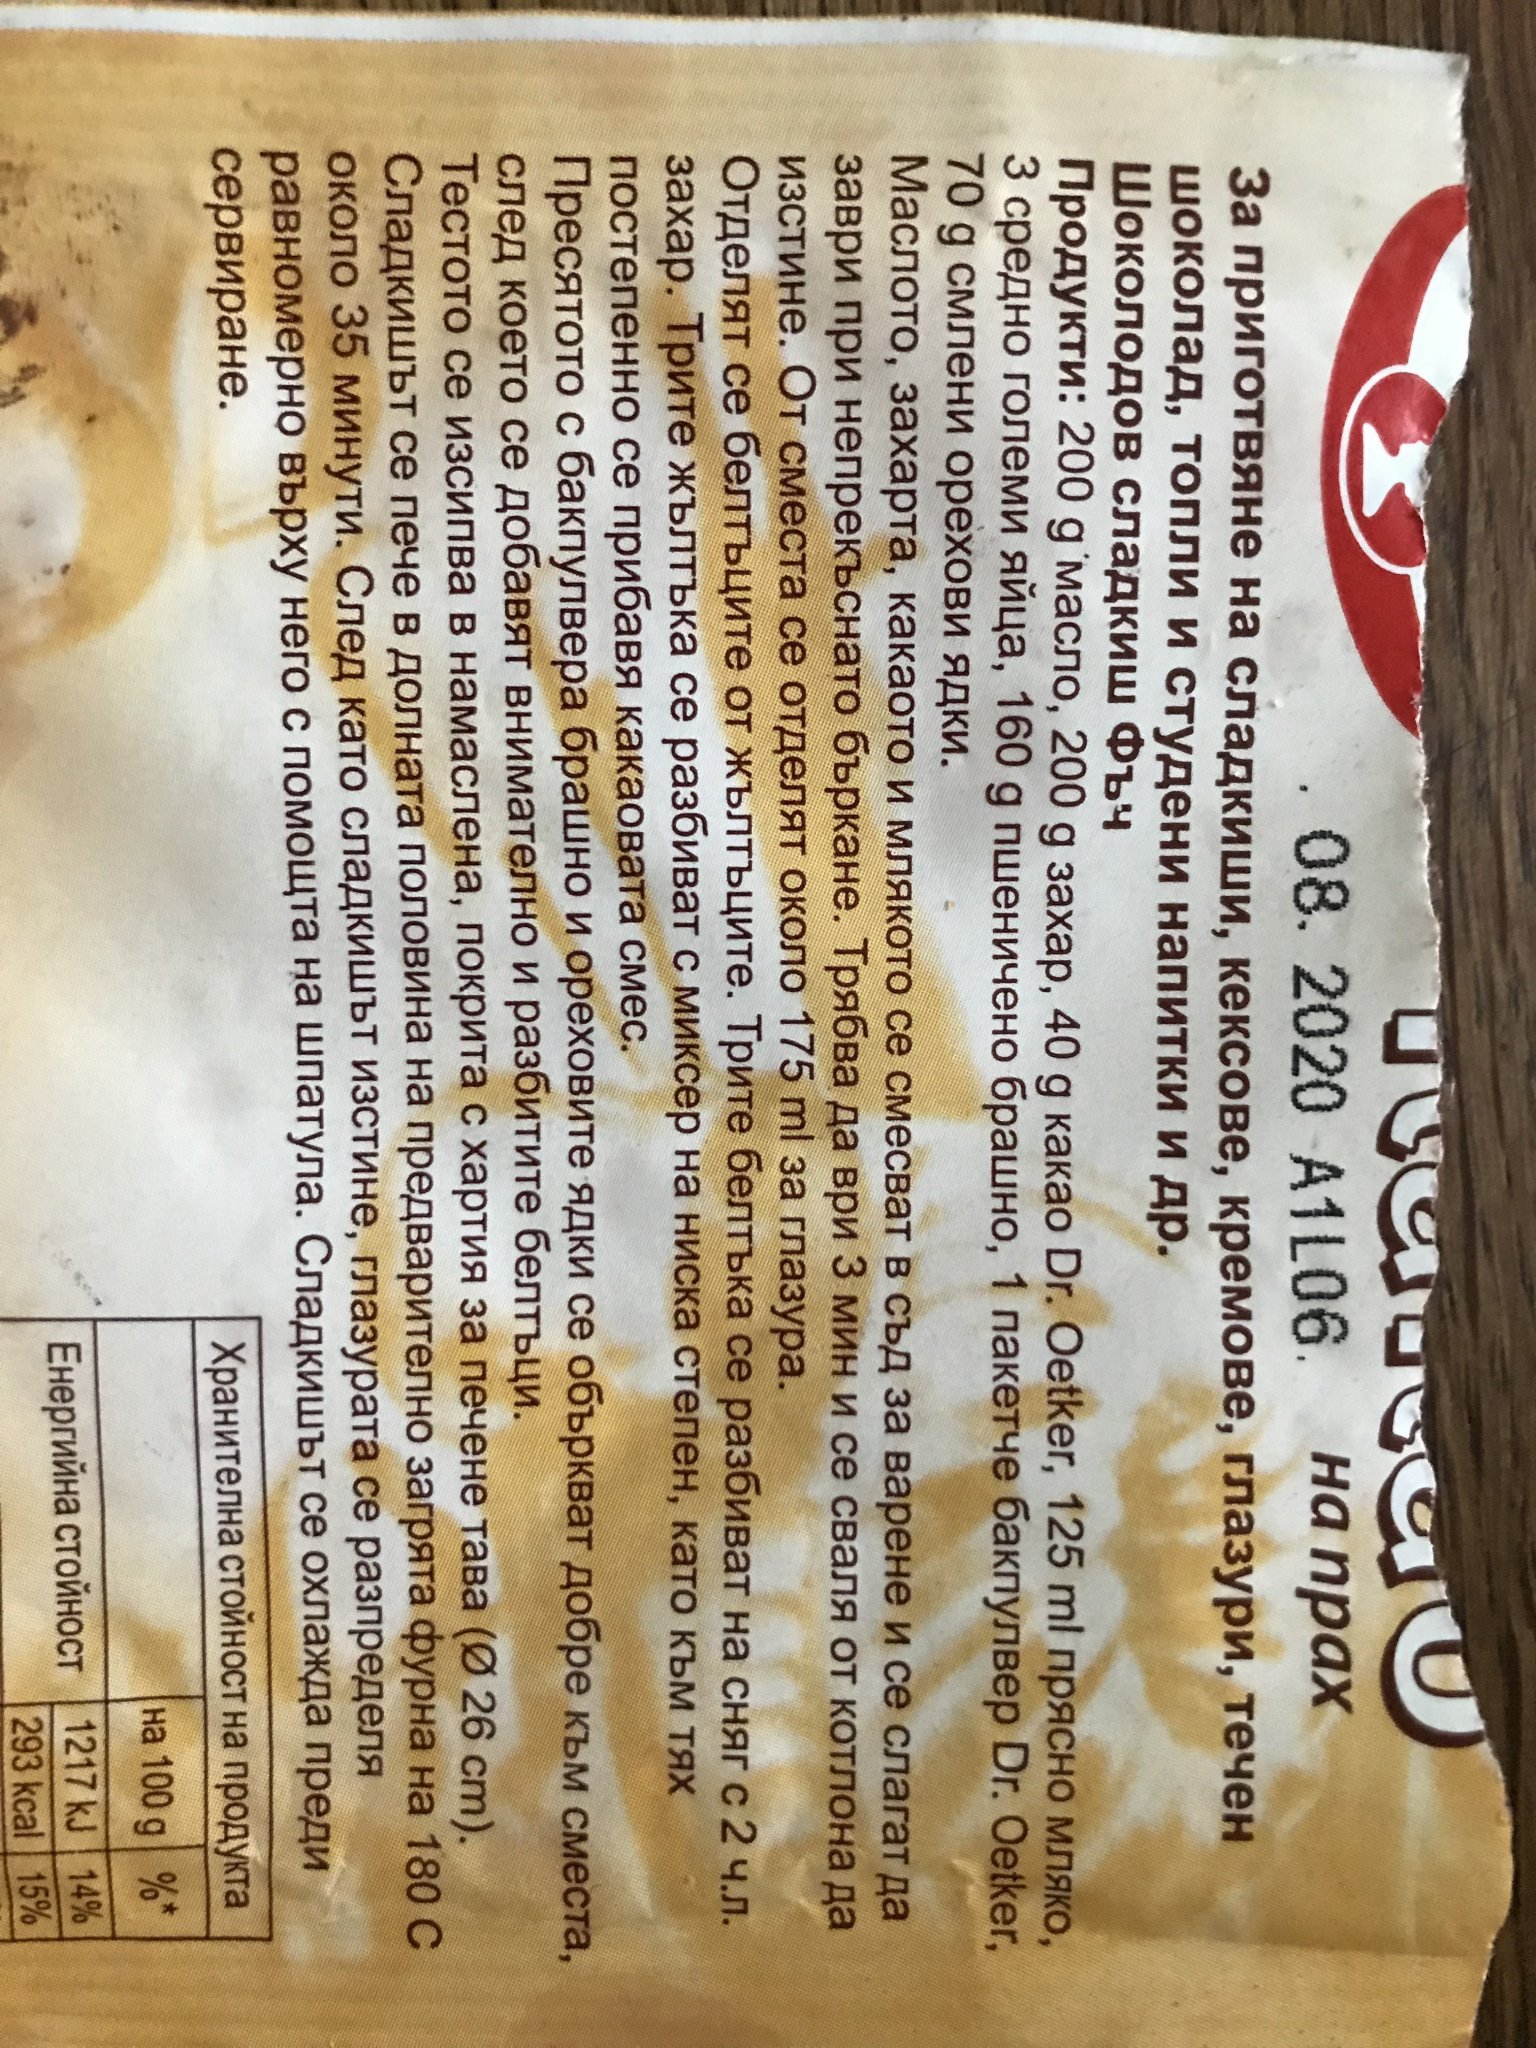 какао
на прах
08. 2020 A1L06.
За приготвяне на сладкиши, кексове, кремове, глазури, течен
шоколад, топли и студени напитки и др.
Шоколодов сладкиш Фъч
Продукти: 200 g масло, 200 g захар, 40 g какао Dr. Oetker, 125 ml прясно мляко,
3 средно големи яйца, 160 g пшеничено брашно, 1 пакетче бакпулвер Dr. Oetker,
70 g смлени орехови ядки.
Маслото, захарта, какаото и млякото се смесват в съд за варене и се слагат да
заври при непрекъснато бъркане. Трябва да ври 3 мин и се сваля от котлона да
изстине. От сместа се отделят около 175 ml за глазура.
Отделят се белтъците от жълтъците. Трите белтъка се разбиват на сняг с 2 ч.л.
захар. Трите жълтъка се разбиват с миксер на ниска степен, като към тях
постепенно се прибавя какаовата смес.
Пресятото с бакпулвера брашно и ореховите ядки се объркват добре към сместа,
след което се добавят внимателно и разбитите белтъци.
Тестото се изсипва в намаслена, покрита с хартия за печене тава (Ø 26 cm).
Сладкишът се пече в долната половина на предварително загрята фурна на 180 С
около 35 минути. След като сладкишът изстине, глазурата се разпределя
равномерно върху него с помощта на шпатула. Сладкишът се охлажда преди
сервиране.
Хранителна стойност на продукта
на 100 g %*
Енергийна стойност 1217 kJ 14%
293 kcal 15%